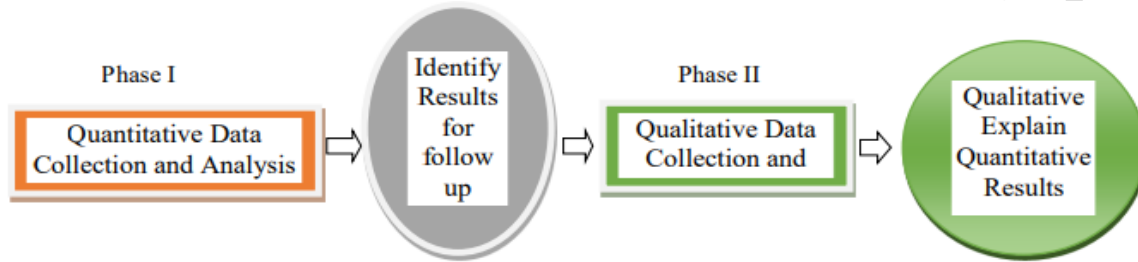 Phase I
Quantitative Data
Collection and Analysis
Identify
Results
for
follow
up
Phase II
Qualitative Data
Collection and
Qualitative
Explain
Quantitative
Results